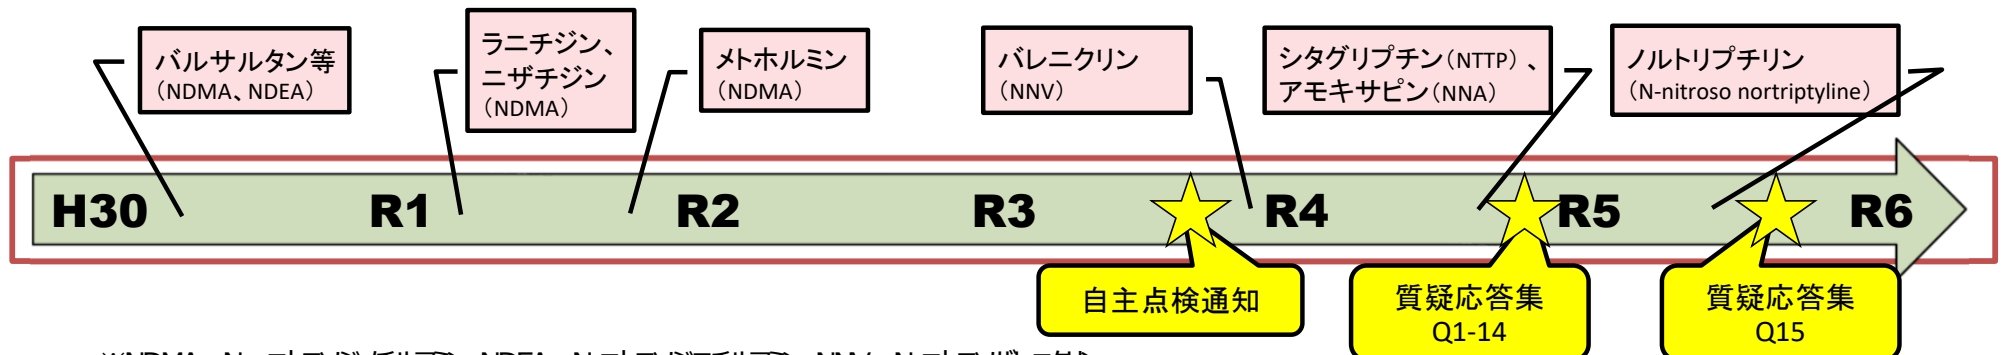 バルサルタン等
（NDMA、NDEA）
ラニチジン、
ニザチジン
（NDMA）
メトホルミン
（NDMA）
バレニクリン
（NNV）
シタグリプチン（NTTP）、
アモキサピン（NNA）
ノルトリプチリン
（N-nitroso nortriptyline）
H30 R1 R2 R3 R4 R5 R6
自主点検通知
質疑応答集
Q1-14
質疑応答集
Q15